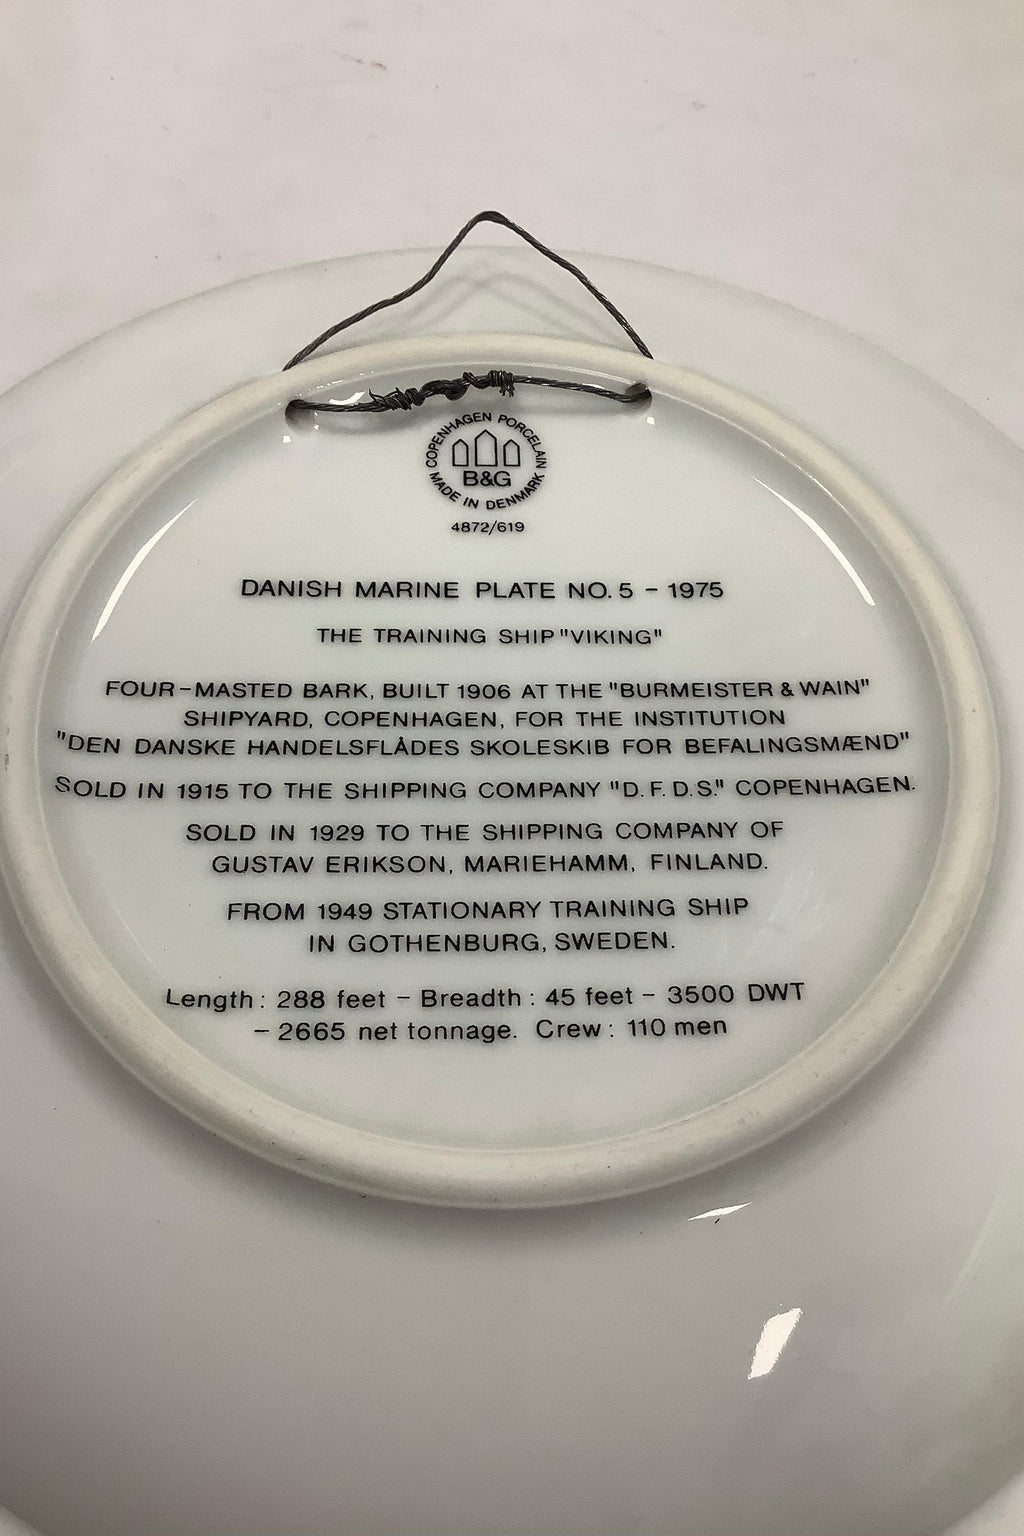 COPENHAGEN PORCELAIN
B&G
MADE IN DENMARK
4872/619
DANISH MARINE PLATE NO. 5 - 1975
THE TRAINING SHIP "VIKING"
FOUR-MASTED BARK, BUILT 1906 AT THE "BURMEISTER & WAIN"
SHIPYARD, COPENHAGEN, FOR THE INSTITUTION
"DEN DANSKE HANDELSFLÅDES SKOLESKIB FOR BEFALINGSMÆND"
SOLD IN 1915 TO THE SHIPPING COMPANY "D.F.D.S." COPENHAGEN.
SOLD IN 1929 TO THE SHIPPING COMPANY OF
GUSTAV ERIKSON, MARIEHAMM, FINLAND.
FROM 1949 STATIONARY TRAINING SHIP
IN GOTHENBURG, SWEDEN.
Length: 288 feet - Breadth: 45 feet - 3500 DWT
- 2665 net tonnage. Crew: 110 men